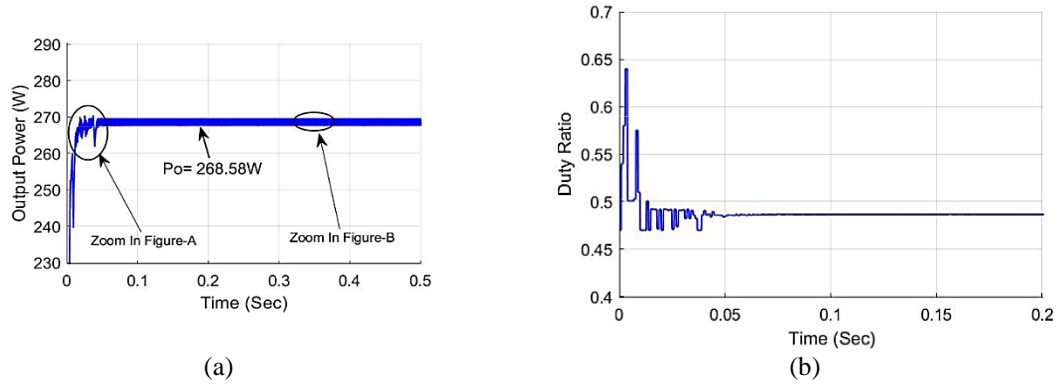 290
280
270
260
250
240
230
Output Power (W)
Po= 268.58W
Zoom In Figure-A
Zoom In Figure-B
0
0.1
0.2
0.3
0.4
0.5
Time (Sec)
(a)
0.7
0.65
0.6
0.55
0.5
0.45
0.4
Duty Ratio
0
0.05
0.1
0.15
0.2
Time (Sec)
(b)